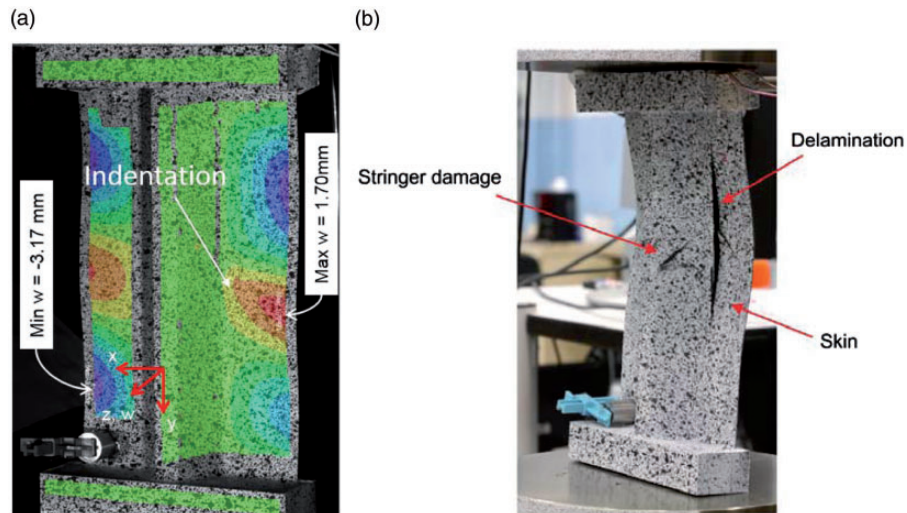 (a)
(b)
Indentation
Min w = -3.17 mm
Max w = 1.70mm
x
z, w
y
Stringer damage
Delamination
Skin